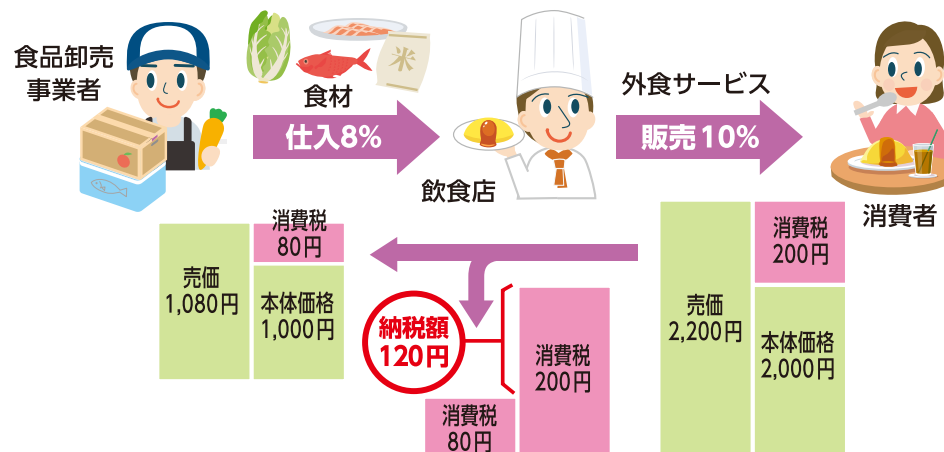 食品卸売
事業者
食材
米
仕入8%
飲食店
外食サービス
販売10%
消費者
売価
1,080円
消費税
80円
本体価格
1,000円
納税額
120円
消費税
80円
消費税
200円
売価
2,200円
消費税
200円
本体価格
2,000円